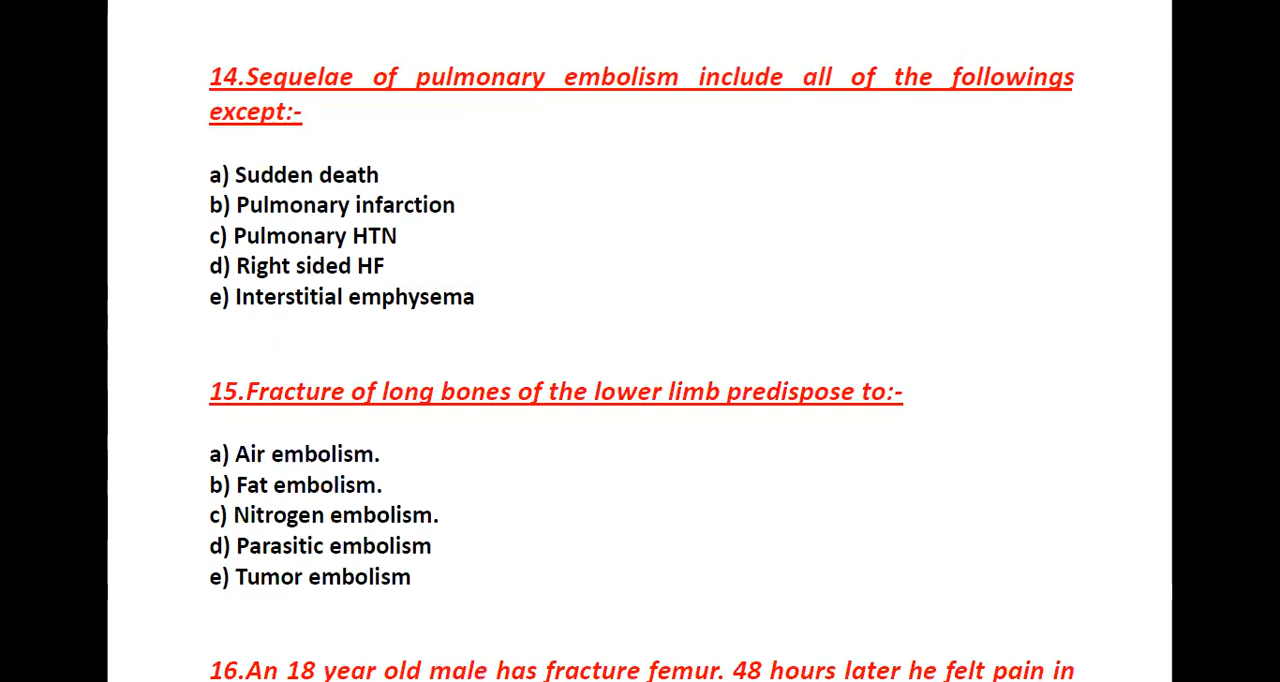 14.Sequelae of pulmonary embolism include all of the followings
except:-
a) Sudden death
b) Pulmonary infarction
c) Pulmonary HTN
d) Right sided HF
e) Interstitial emphysema
15.Fracture of long bones of the lower limb predispose to:-
a) Air embolism.
b) Fat embolism.
c) Nitrogen embolism.
d) Parasitic embolism
e) Tumor embolism
16.An 18 year old male has fracture femur. 48 hours later he felt pain in